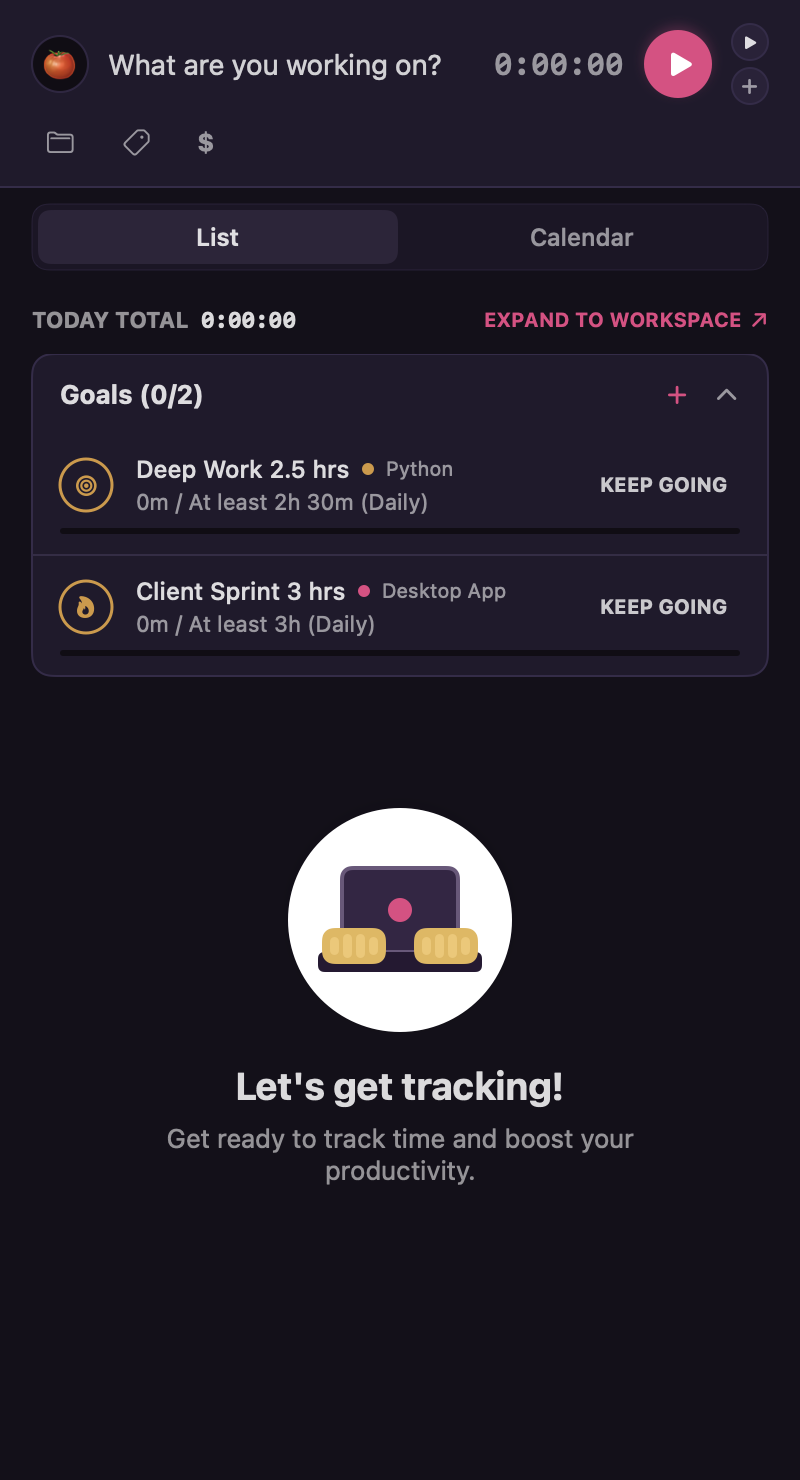 What are you working on? 0:00:00
$
List Calendar
TODAY TOTAL 0:00:00 EXPAND TO WORKSPACE ↗
Goals (0/2)
Deep Work 2.5 hrs Python
0m / At least 2h 30m (Daily)
KEEP GOING
Client Sprint 3 hrs Desktop App
0m / At least 3h (Daily)
KEEP GOING
Let's get tracking!
Get ready to track time and boost your
productivity.